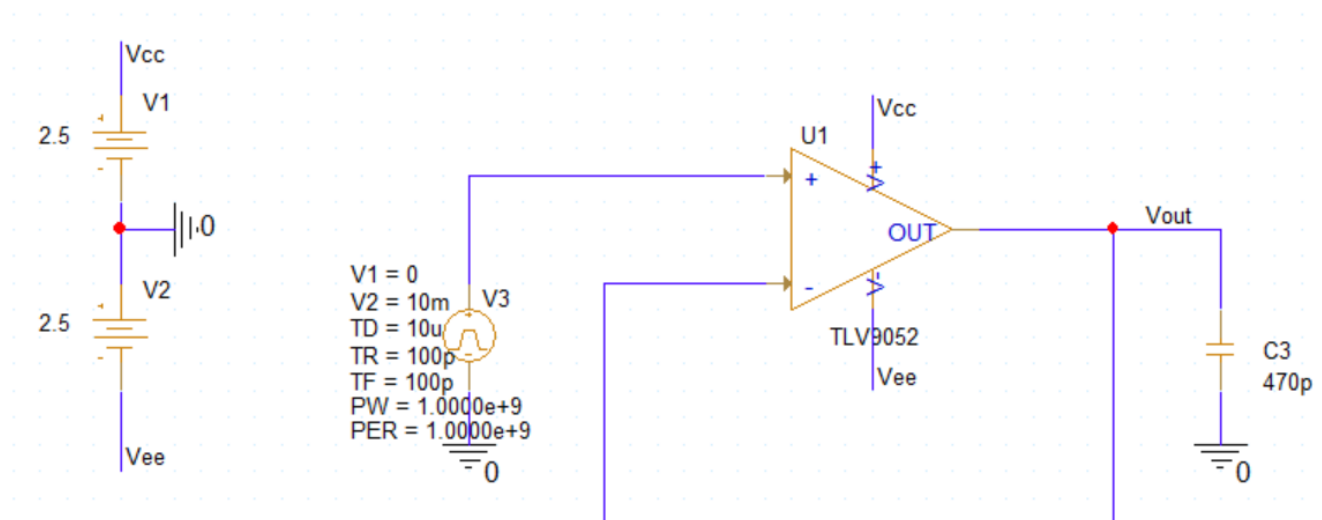 Vcc
V1
2.5
0
V2
2.5
Vee
V1 = 0
V2 = 10m
TD = 10u
TR = 100p
TF = 100p
PW = 1.0000e+9
PER = 1.0000e+9
V3
0
U1
Vcc
+
V+
OUT
-
V-
TLV9052
Vee
Vout
C3
470p
0